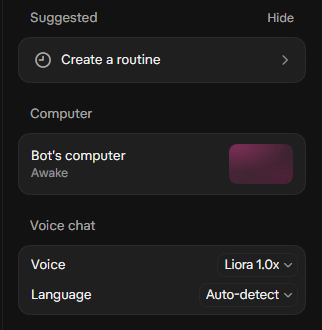 Suggested
Hide
Create a routine
Computer
Bot's computer
Awake
Voice chat
Voice
Liora 1.0x
Language
Auto-detect